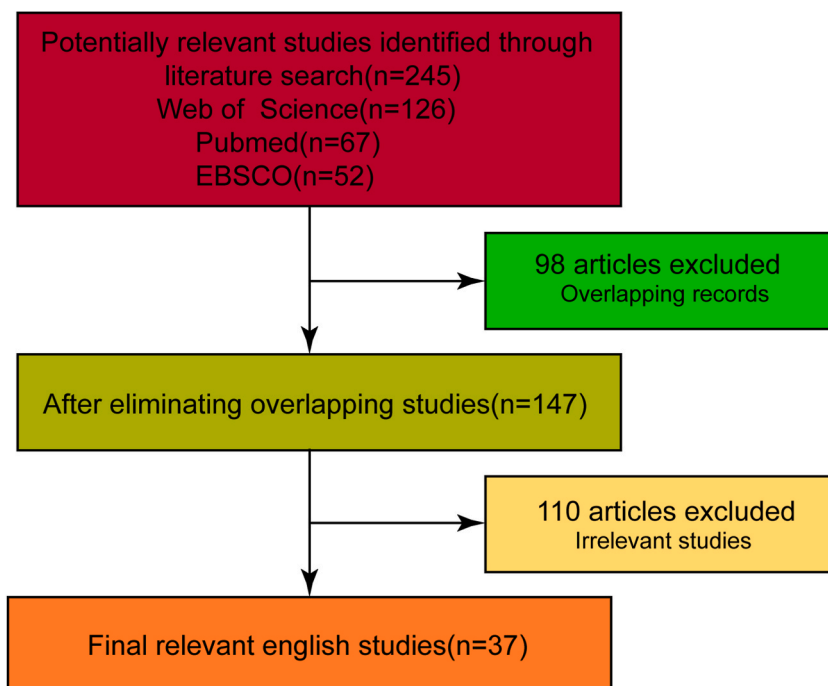 Potentially relevant studies identified through
literature search(n=245)
Web of Science(n=126)
Pubmed(n=67)
EBSCO(n=52)
98 articles excluded
Overlapping records
After eliminating overlapping studies(n=147)
110 articles excluded
Irrelevant studies
Final relevant english studies(n=37)